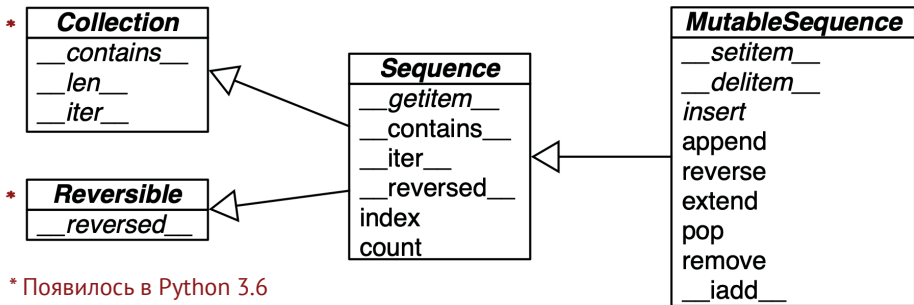 * Collection
__contains__
__len__
__iter__
* Reversible
__reversed__
* Появилось в Python 3.6
Sequence
__getitem__
__contains__
__iter__
__reversed__
index
count
MutableSequence
__setitem__
__delitem__
insert
append
reverse
extend
pop
remove
__iadd__